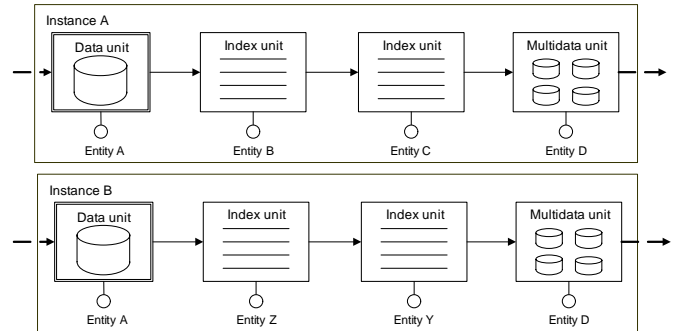 Instance A
Data unit
Index unit
Index unit
Multidata unit
Entity A
Entity B
Entity C
Entity D
Instance B
Data unit
Index unit
Index unit
Multidata unit
Entity A
Entity Z
Entity Y
Entity D